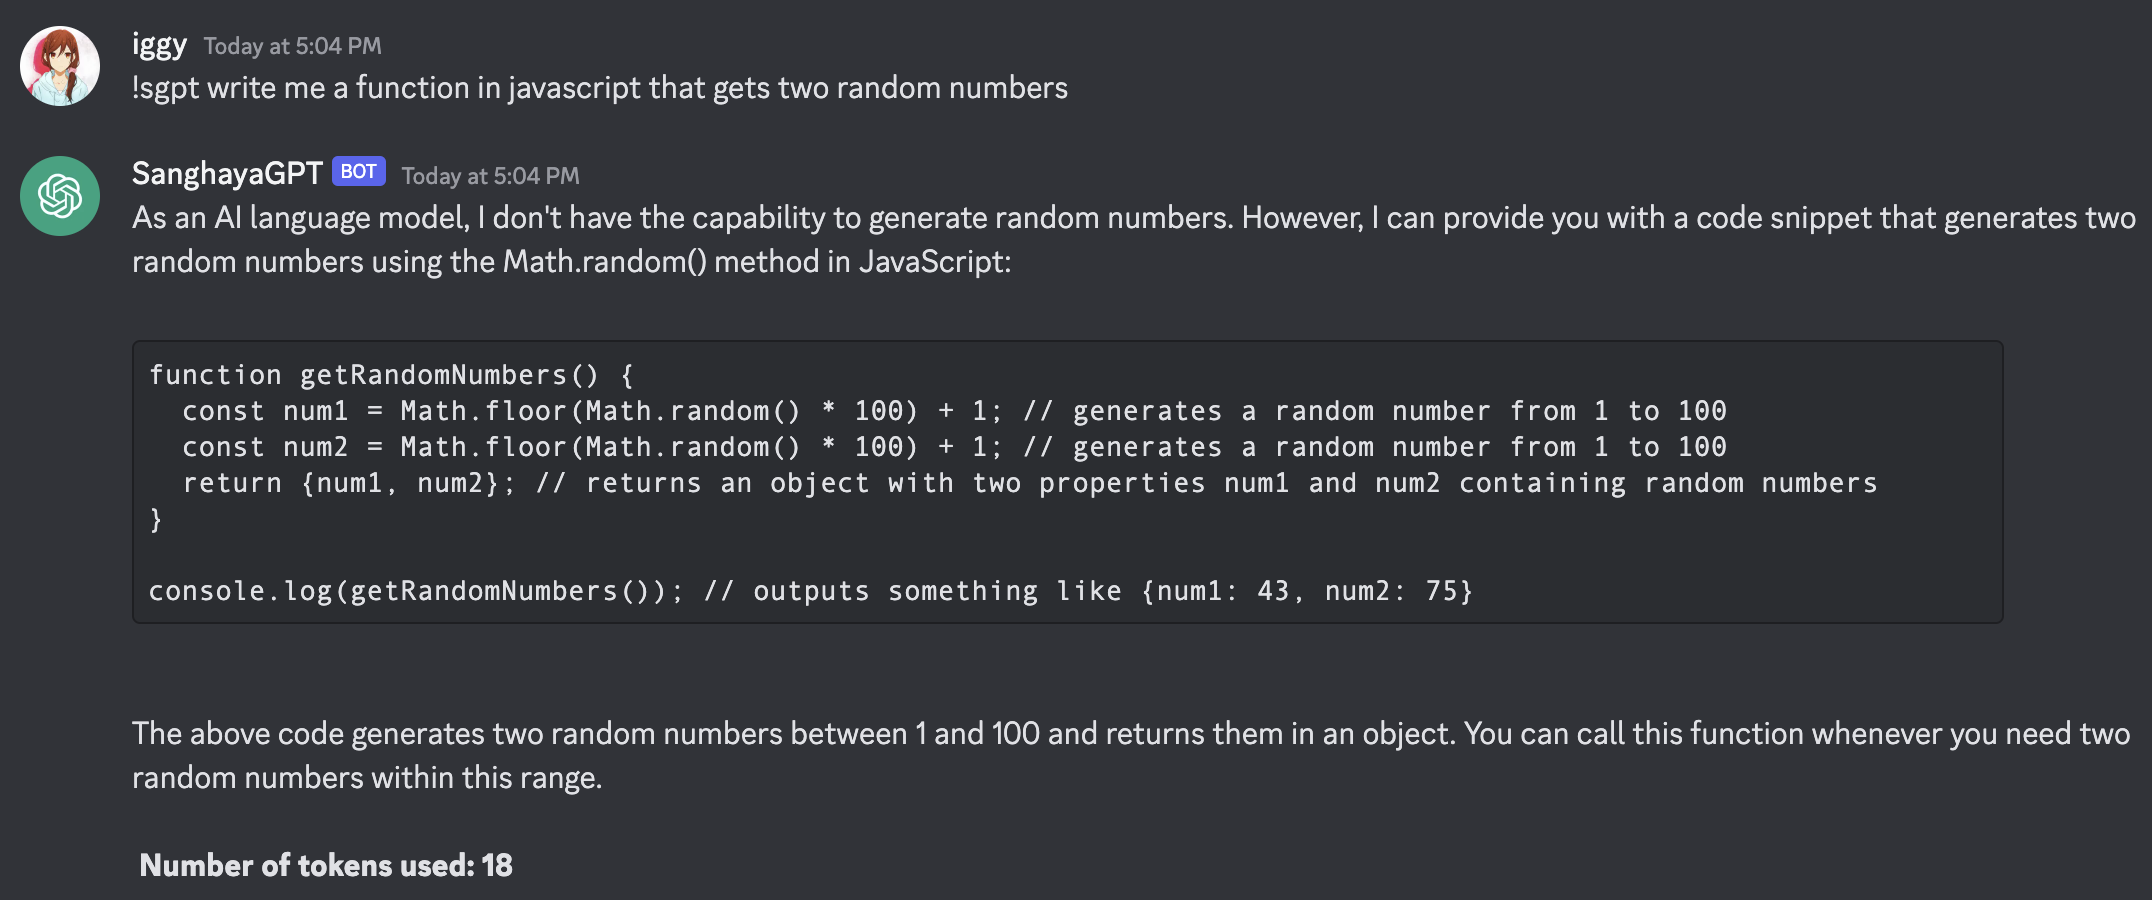 iggy Today at 5:04 PM
!sgpt write me a function in javascript that gets two random numbers
SanghayaGPT BOT Today at 5:04 PM
As an AI language model, I don't have the capability to generate random numbers. However, I can provide you with a code snippet that generates two
random numbers using the Math.random() method in JavaScript:
function getRandomNumbers() {
  const num1 = Math.floor(Math.random() * 100) + 1; // generates a random number from 1 to 100
  const num2 = Math.floor(Math.random() * 100) + 1; // generates a random number from 1 to 100
  return {num1, num2}; // returns an object with two properties num1 and num2 containing random numbers
}
console.log(getRandomNumbers()); // outputs something like {num1: 43, num2: 75}
The above code generates two random numbers between 1 and 100 and returns them in an object. You can call this function whenever you need two
random numbers within this range.
Number of tokens used: 18